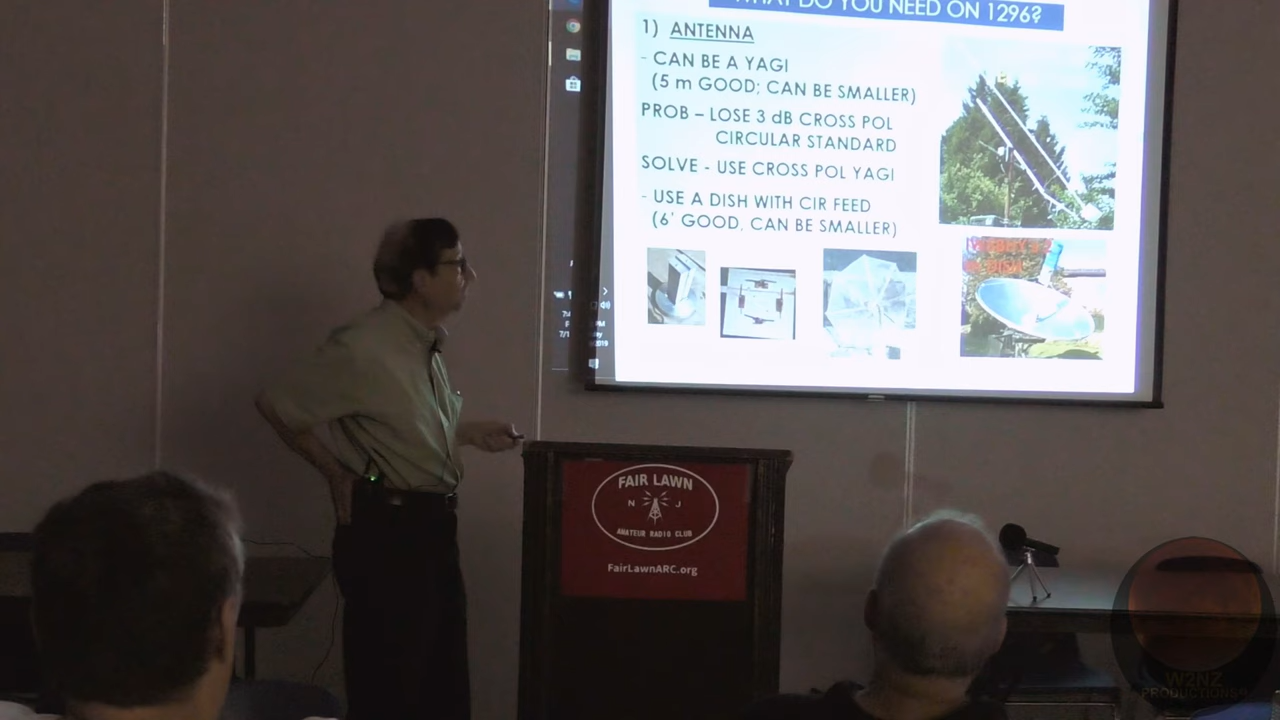 WHAT DO YOU NEED ON 1296?
1) ANTENNA
- CAN BE A YAGI
(5 m GOOD; CAN BE SMALLER)
PROB – LOSE 3 dB CROSS POL
CIRCULAR STANDARD
SOLVE - USE CROSS POL YAGI
- USE A DISH WITH CIR FEED
(6' GOOD, CAN BE SMALLER)
DISH
FAIR LAWN
N J
AMATEUR RADIO CLUB
FairLawnARC.org
W2NZ
PRODUCTIONS